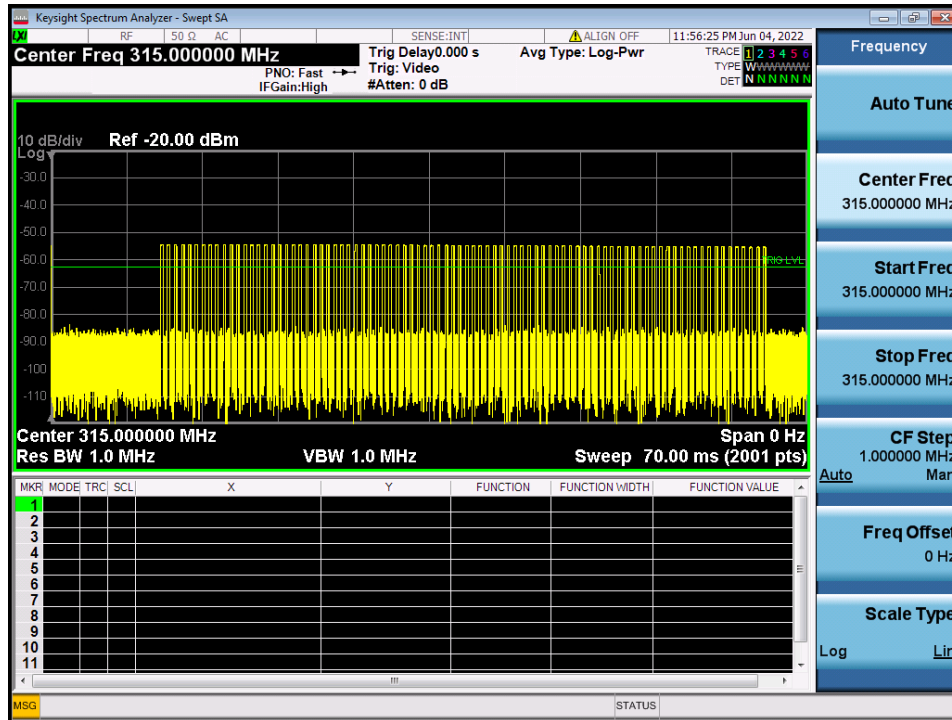 Keysight Spectrum Analyzer - Swept SA
LXI RF 50 Ω AC SENSE:INT ALIGN OFF 11:56:25 PM Jun 04, 2022
Center Freq 315.000000 MHz
PNO: Fast
IFGain:High
Trig Delay0.000 s
Trig: Video
#Atten: 0 dB
Avg Type: Log-Pwr
TRACE 1 2 3 4 5 6
TYPE WWWWWW
DET N N N N N N
10 dB/div Ref -20.00 dBm
Log
-30.0
-40.0
-50.0
-60.0
TRIG LVL
-70.0
-80.0
-90.0
-100
-110
Center 315.000000 MHz Span 0 Hz
Res BW 1.0 MHz VBW 1.0 MHz Sweep 70.00 ms (2001 pts)
MKR MODE TRC SCL X Y FUNCTION FUNCTION WIDTH FUNCTION VALUE
1
2
3
4
5
6
7
8
9
10
11
MSG STATUS
Frequency
Auto Tune
Center Freq
315.000000 MHz
Start Freq
315.000000 MHz
Stop Freq
315.000000 MHz
CF Step
1.000000 MHz
Auto Man
Freq Offset
0 Hz
Scale Type
Log Lin